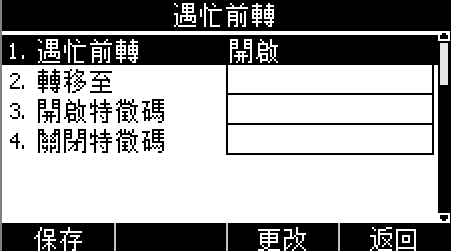 遇忙前轉
1. 遇忙前轉 開啟
2. 轉移至
3. 開啟特徵碼
4. 關閉特徵碼
保存 更改 返回